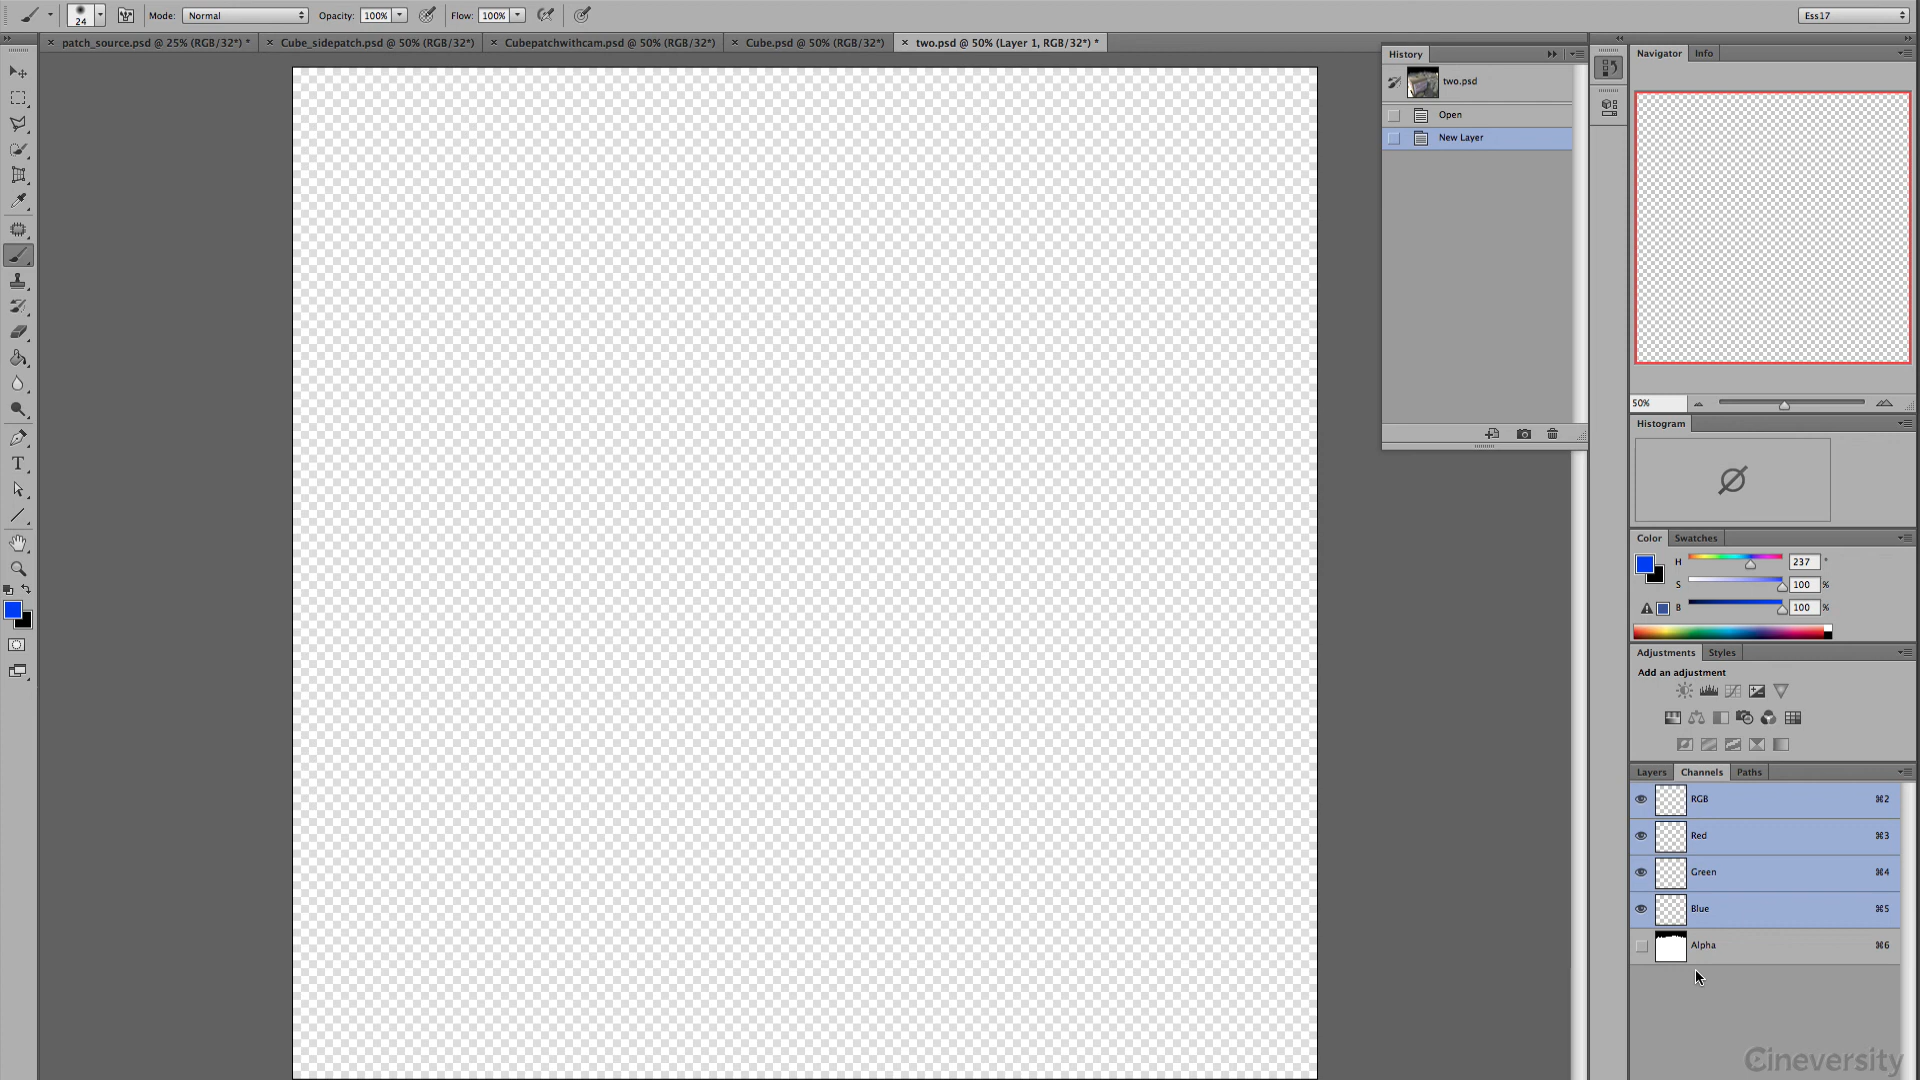 24 Mode: Normal Opacity: 100% Flow: 100% Ess17
patch_source.psd @ 25% (RGB/32*) * Cube_sidepatch.psd @ 50% (RGB/32*) Cubepatchwithcam.psd @ 50% (RGB/32*) Cube.psd @ 50% (RGB/32*) two.psd @ 50% (Layer 1, RGB/32*) *
History
two.psd
Open
New Layer
Navigator Info
50%
Histogram
Color Swatches
H 237 °
S 100 %
B 100 %
Adjustments Styles
Add an adjustment
Layers Channels Paths
RGB ⌘2
Red ⌘3
Green ⌘4
Blue ⌘5
Alpha ⌘6
Cineversity